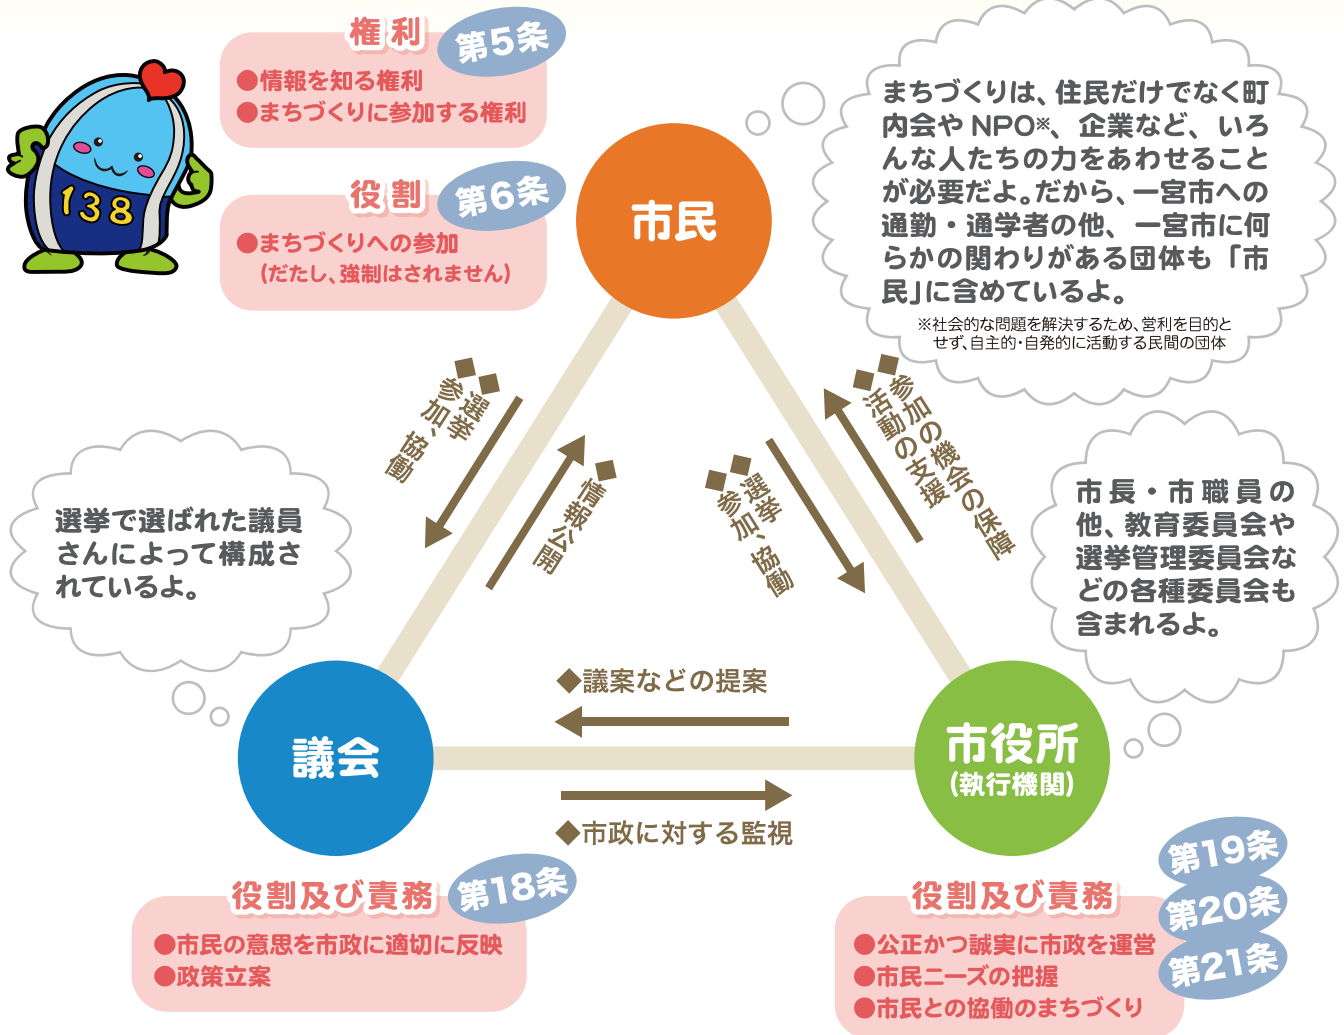 権利
第5条
●情報を知る権利
●まちづくりに参加する権利
役割
第6条
●まちづくりへの参加
(だたし、強制はされません)
138
市民
まちづくりは、住民だけでなく町
内会や NPO※、企業など、いろ
んな人たちの力をあわせること
が必要だよ。だから、一宮市への
通勤・通学者の他、一宮市に何
らかの関わりがある団体も「市
民」に含めているよ。
※社会的な問題を解決するため、営利を目的と
せず、自主的・自発的に活動する民間の団体
◆選挙
◆参加、協働
◆情報公開
◆選挙
◆参加、協働
◆参加の機会の保障
◆活動の支援
選挙で選ばれた議員
さんによって構成さ
れているよ。
市長・市職員の
他、教育委員会や
選挙管理委員会な
どの各種委員会も
含まれるよ。
議会
◆議案などの提案
◆市政に対する監視
市役所
(執行機関)
役割及び責務
第18条
●市民の意思を市政に適切に反映
●政策立案
役割及び責務
第19条
第20条
第21条
●公正かつ誠実に市政を運営
●市民ニーズの把握
●市民との協働のまちづくり